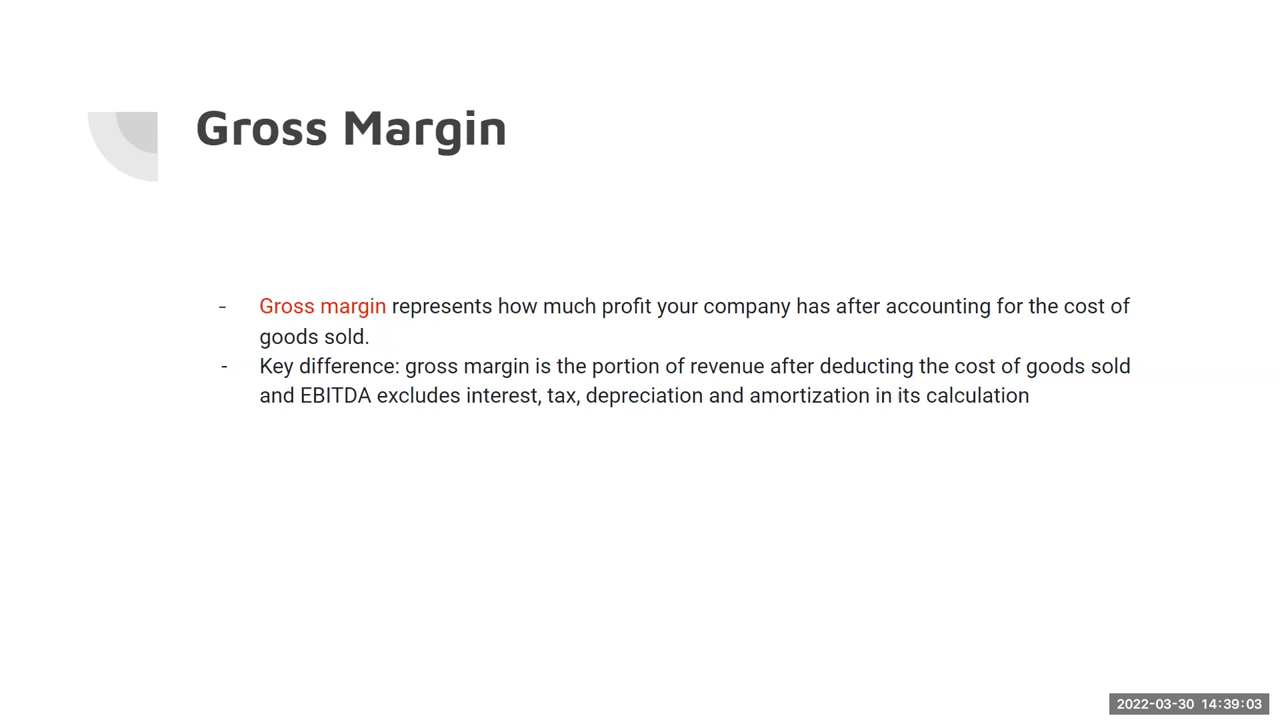 Gross Margin
- Gross margin represents how much profit your company has after accounting for the cost of
goods sold.
- Key difference: gross margin is the portion of revenue after deducting the cost of goods sold
and EBITDA excludes interest, tax, depreciation and amortization in its calculation
2022-03-30 14:39:03